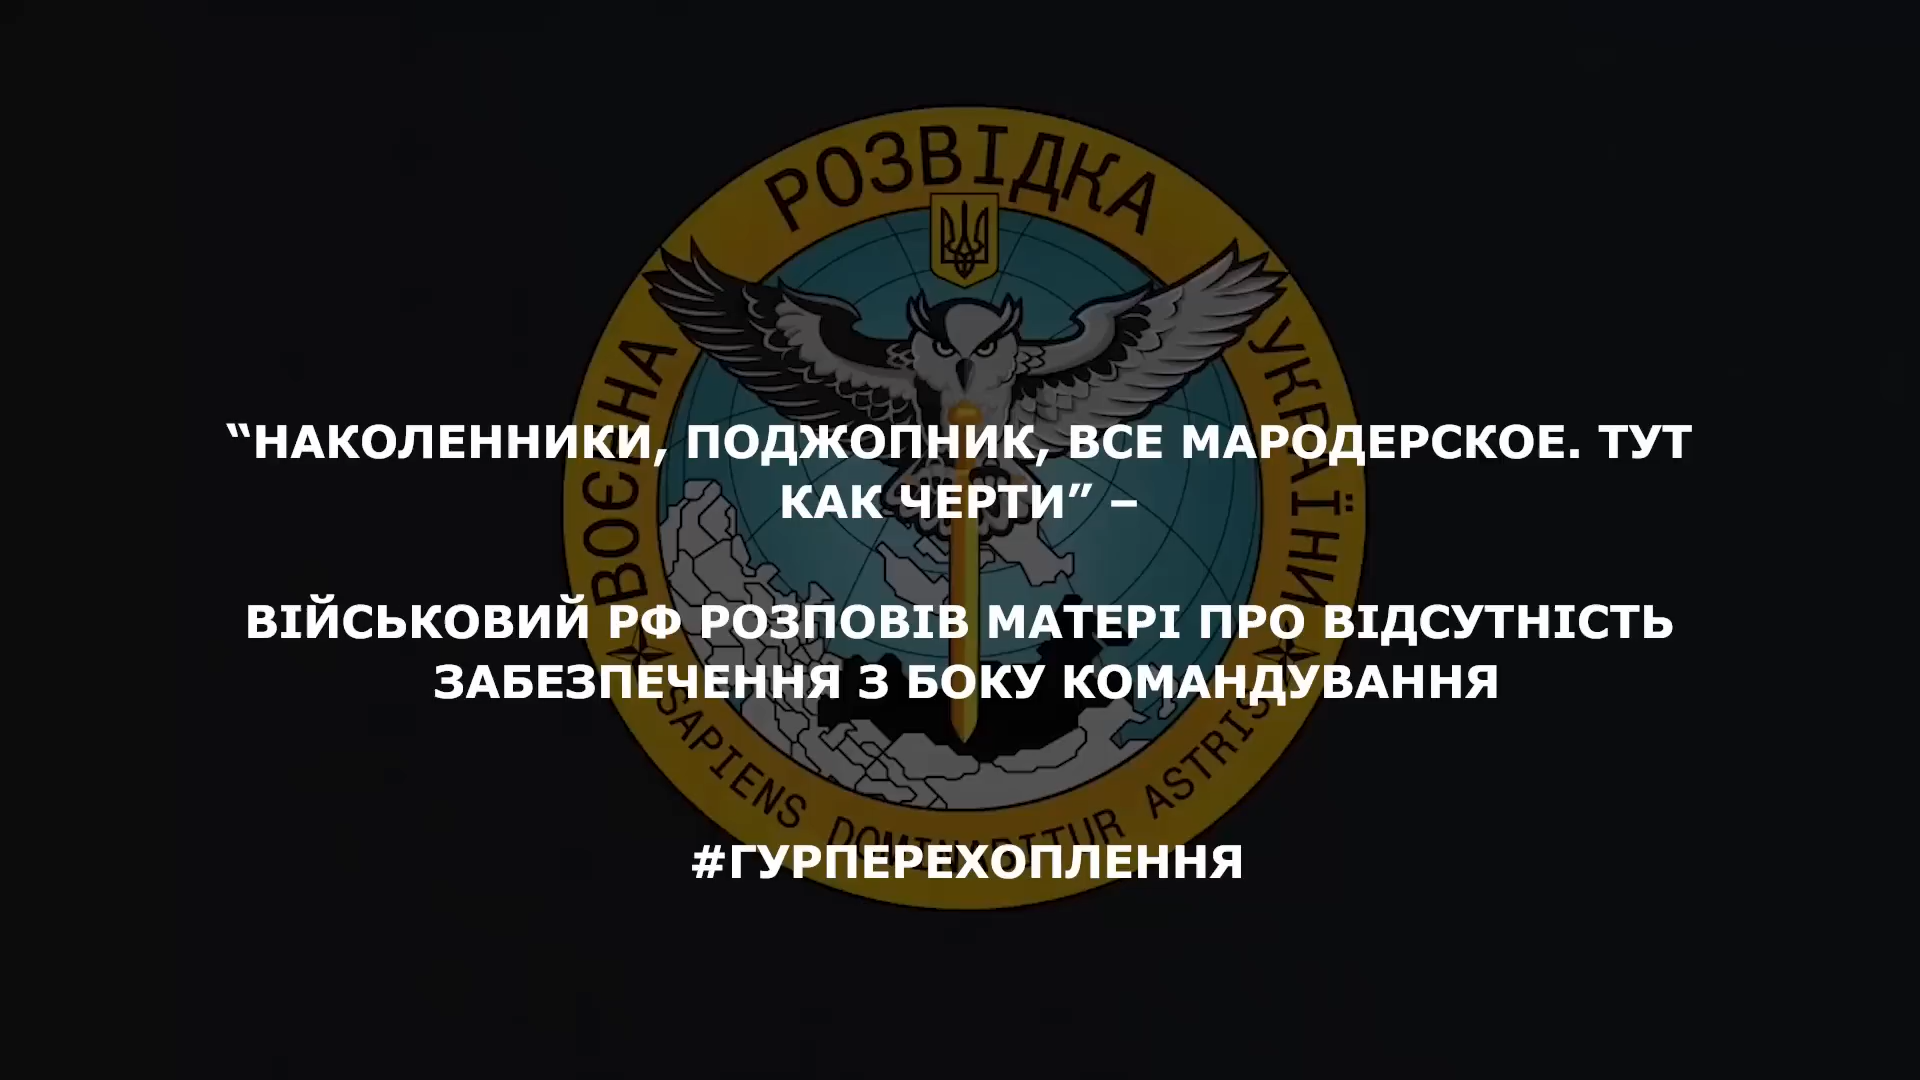 РОЗВІДКА
ВОЄННА
УКРАЇНИ
“НАКОЛЕННИКИ, ПОДЖОПНИК, ВСЕ МАРОДЕРСКОЕ. ТУТ
КАК ЧЕРТИ” –
ВІЙСЬКОВИЙ РФ РОЗПОВІВ МАТЕРІ ПРО ВІДСУТНІСТЬ
ЗАБЕЗПЕЧЕННЯ З БОКУ КОМАНДУВАННЯ
SAPIENS DOMINABITUR ASTRIS
#ГУРПЕРЕХОПЛЕННЯ